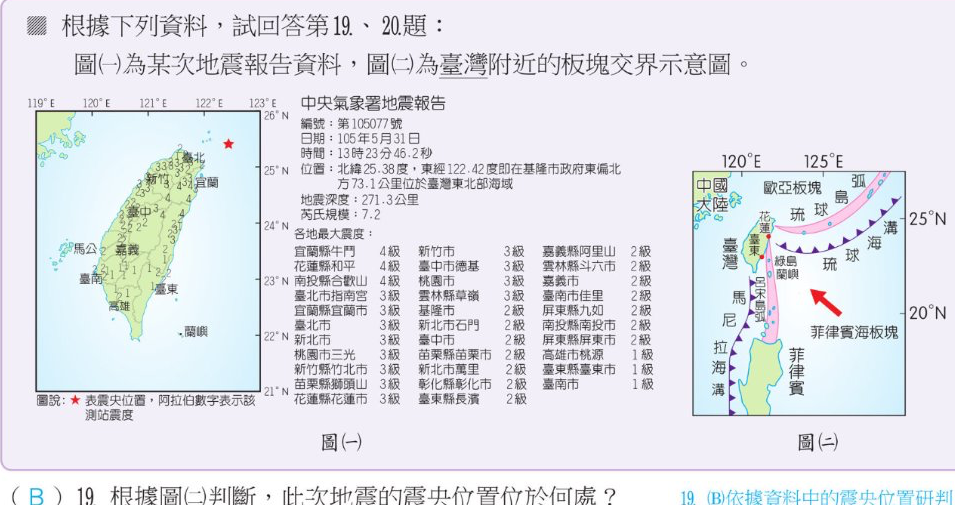 根據下列資料，試回答第19.、20.題：
圖㈠為某次地震報告資料，圖㈡為臺灣附近的板塊交界示意圖。
119°E 120°E 121°E 122°E 123°E
26°N
25°N
24°N
23°N
22°N
21°N
臺北
新竹
宜蘭
臺中
馬公
嘉義
臺南
臺東
高雄
蘭嶼
圖說：★ 表震央位置，阿拉伯數字表示該
測站震度
中央氣象署地震報告
編號：第105077號
日期：105年5月31日
時間：13時23分46.2秒
位置：北緯25.38度，東經122.42度即在基隆市政府東偏北
方73.1公里位於臺灣東北部海域
地震深度：271.3公里
芮氏規模：7.2
各地最大震度：
宜蘭縣牛鬥 4級 新竹市 3級 嘉義縣阿里山 2級
花蓮縣和平 4級 臺中市德基 3級 雲林縣斗六市 2級
南投縣合歡山 4級 桃園市 3級 嘉義市 2級
臺北市指南宮 3級 雲林縣草嶺 3級 臺南市佳里 2級
宜蘭縣宜蘭市 3級 基隆市 2級 屏東縣九如 2級
臺北市 3級 新北市石門 2級 南投縣南投市 2級
新北市 3級 臺中市 2級 屏東縣屏東市 2級
桃園市三光 3級 苗栗縣苗栗市 2級 高雄市桃源 1級
新竹縣竹北市 3級 新北市萬里 2級 臺東縣臺東市 1級
苗栗縣獅頭山 3級 彰化縣彰化市 2級 臺南市 1級
花蓮縣花蓮市 3級 臺東縣長濱 2級
圖㈠
120°E 125°E
25°N
20°N
中國
大陸
歐亞板塊
琉球島弧
琉球海溝
花蓮
臺東
臺灣
綠島
蘭嶼
呂宋島弧
馬尼拉海溝
菲律賓海板塊
菲律賓
圖㈡
（B）19. 根據圖㈡判斷，此次地震的震央位置位於何處？
19. (B)依據資料中的震央位置研判